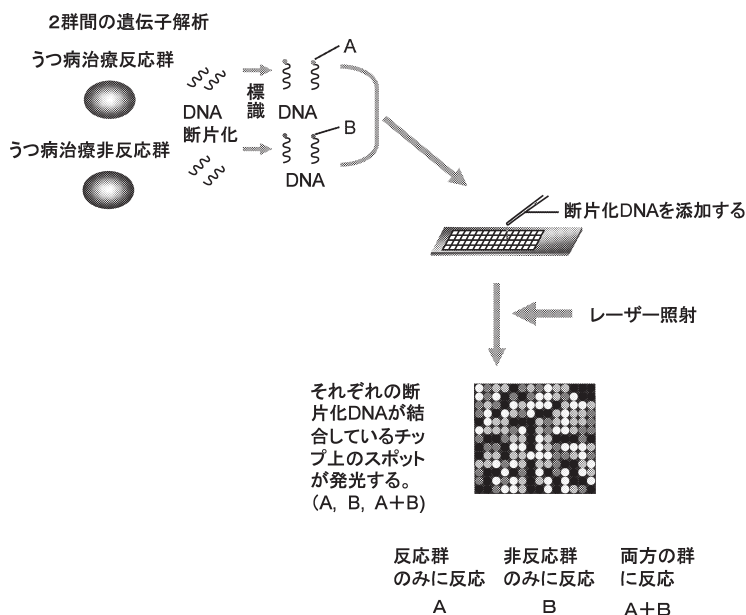 2群間の遺伝子解析
うつ病治療反応群
うつ病治療非反応群
DNA
断片化
標識
A
DNA
B
DNA
断片化DNAを添加する
レーザー照射
それぞれの断
片化DNAが結
合しているチッ
プ上のスポット
が発光する。
(A, B, A+B)
反応群
のみに反応
A
非反応群
のみに反応
B
両方の群
に反応
A+B